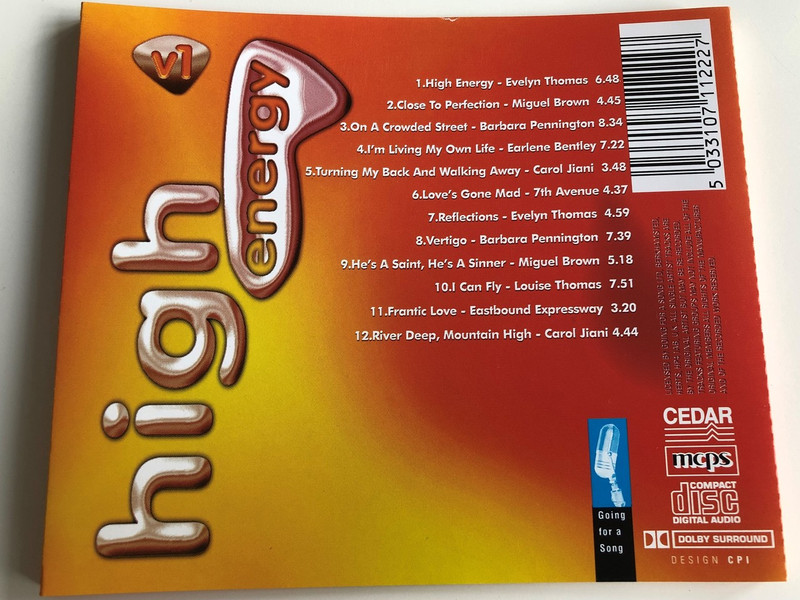 v1
high
energy
1.High Energy - Evelyn Thomas 6.48
2.Close To Perfection - Miguel Brown 4.45
3.On A Crowded Street - Barbara Pennington 8.34
4.I'm Living My Own Life - Earlene Bentley 7.22
5.Turning My Back And Walking Away - Carol Jiani 3.48
6.Love's Gone Mad - 7th Avenue 4.37
7.Reflections - Evelyn Thomas 4.59
8.Vertigo - Barbara Pennington 7.39
9.He's A Saint, He's A Sinner - Miguel Brown 5.18
10.I Can Fly - Louise Thomas 7.51
11.Frantic Love - Eastbound Expressway 3.20
12.River Deep, Mountain High - Carol Jiani 4.44
5 033107 112227
CEDAR
mcps
COMPACT
disc
DIGITAL AUDIO
DOLBY SURROUND
DESIGN CPI
Going
for a
Song